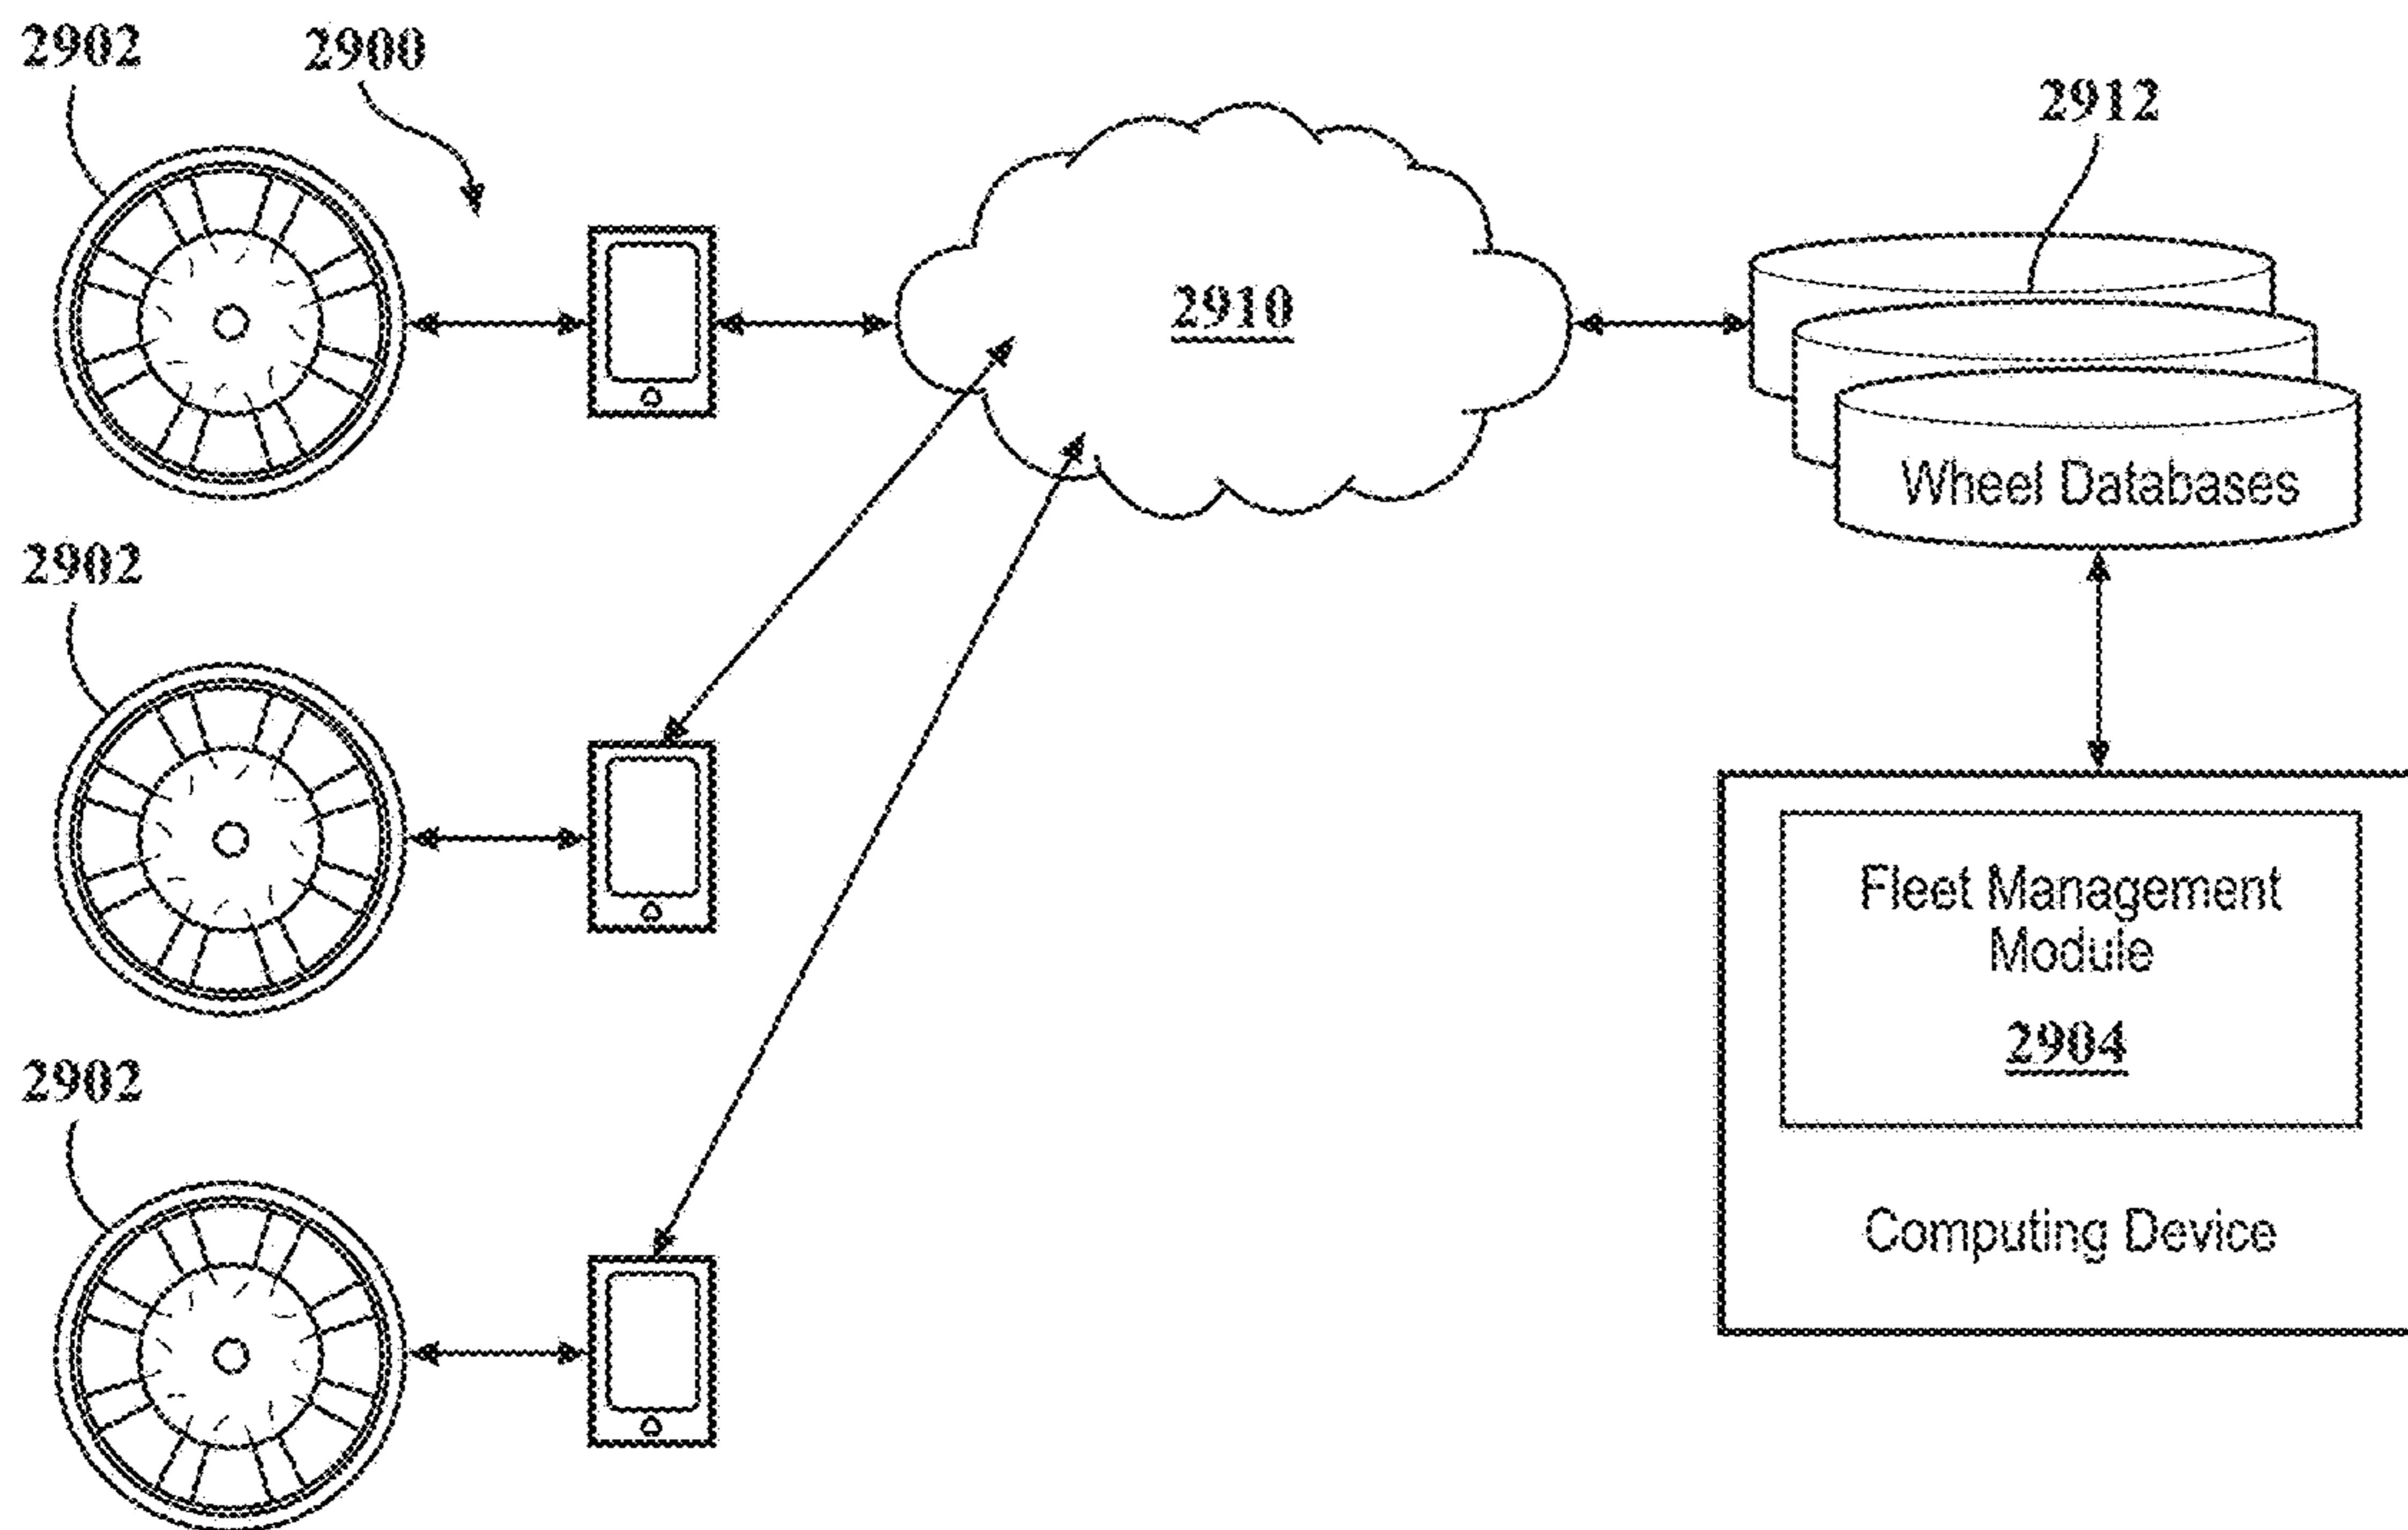 2902
2900
2912
2910
Wheel Databases
2902
Fleet Management
Module
2904
2902
Computing Device